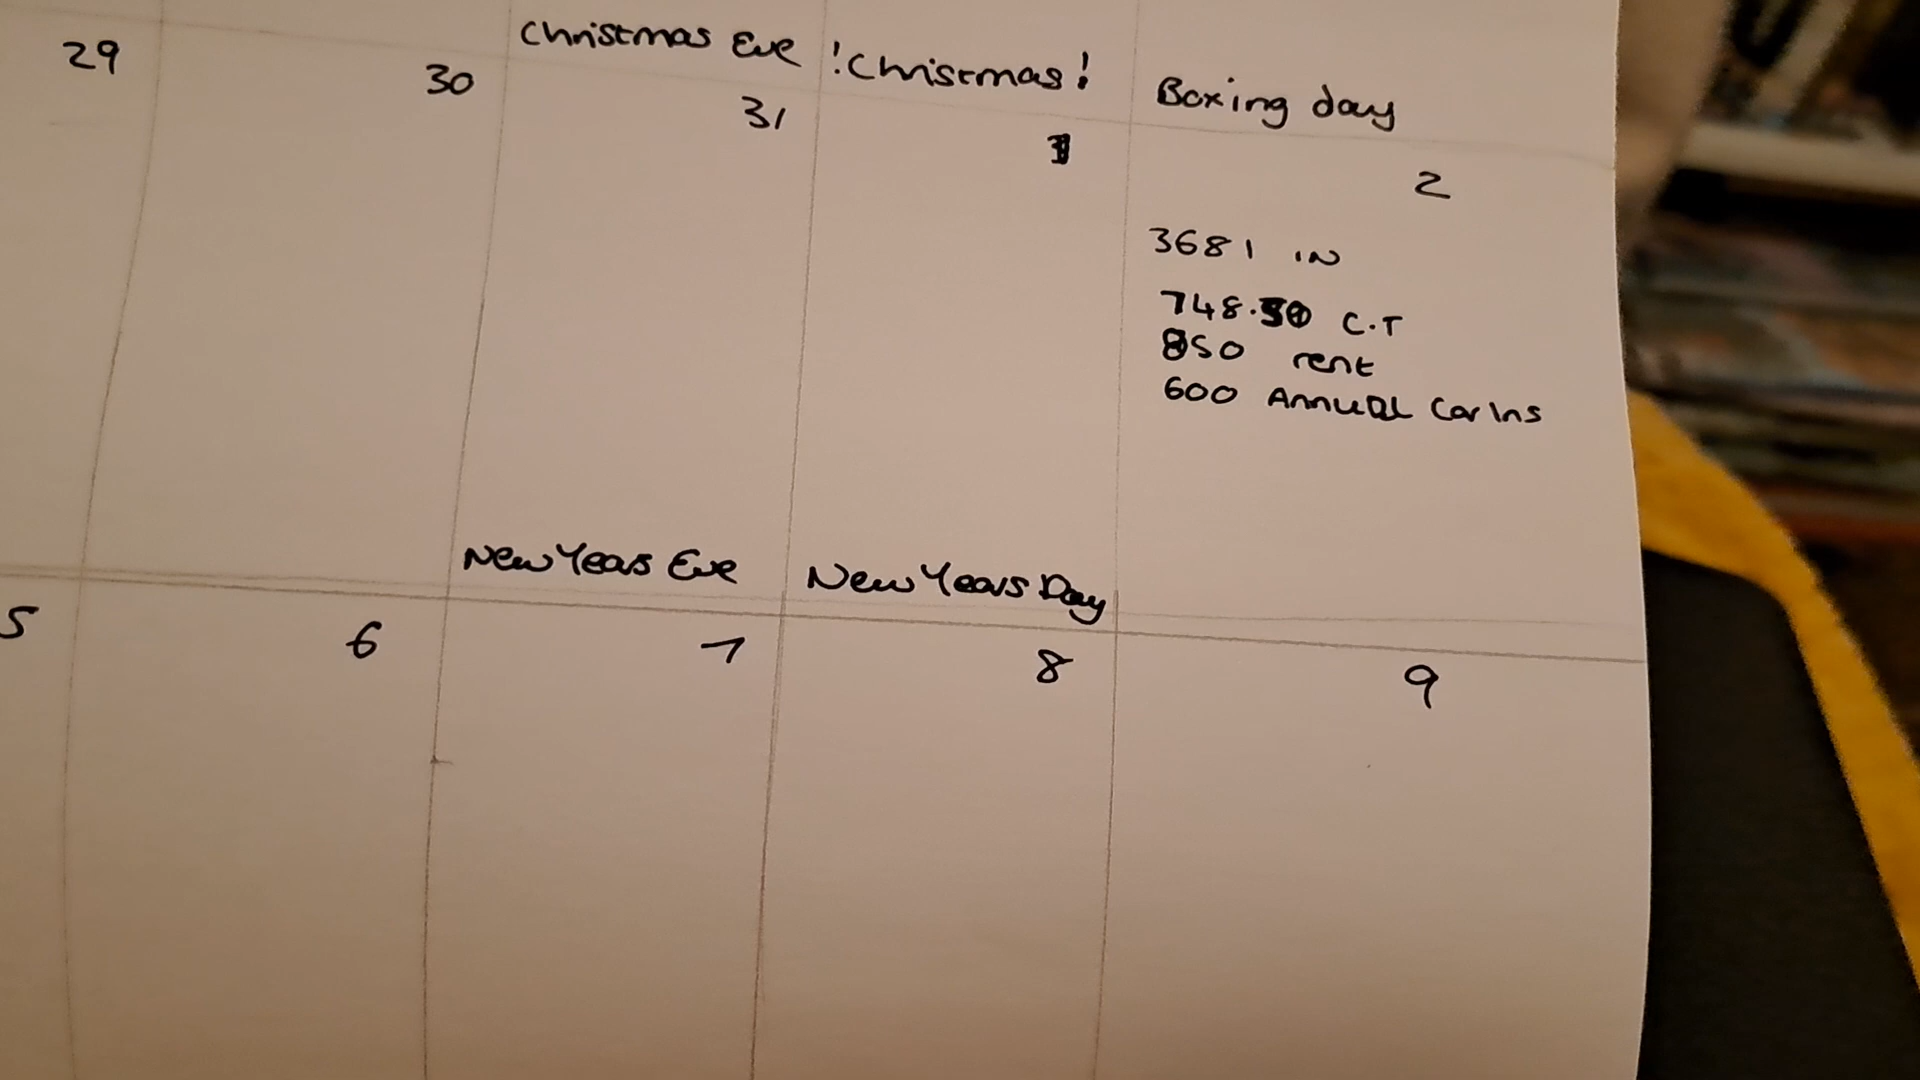 Christmas Eve
!Christmas!
Boxing day
29
30
31
1
2
3681 IN
748.50 C.T
850 rent
600 Annual Car Ins
New Years Eve
New Years Day
5
6
7
8
9